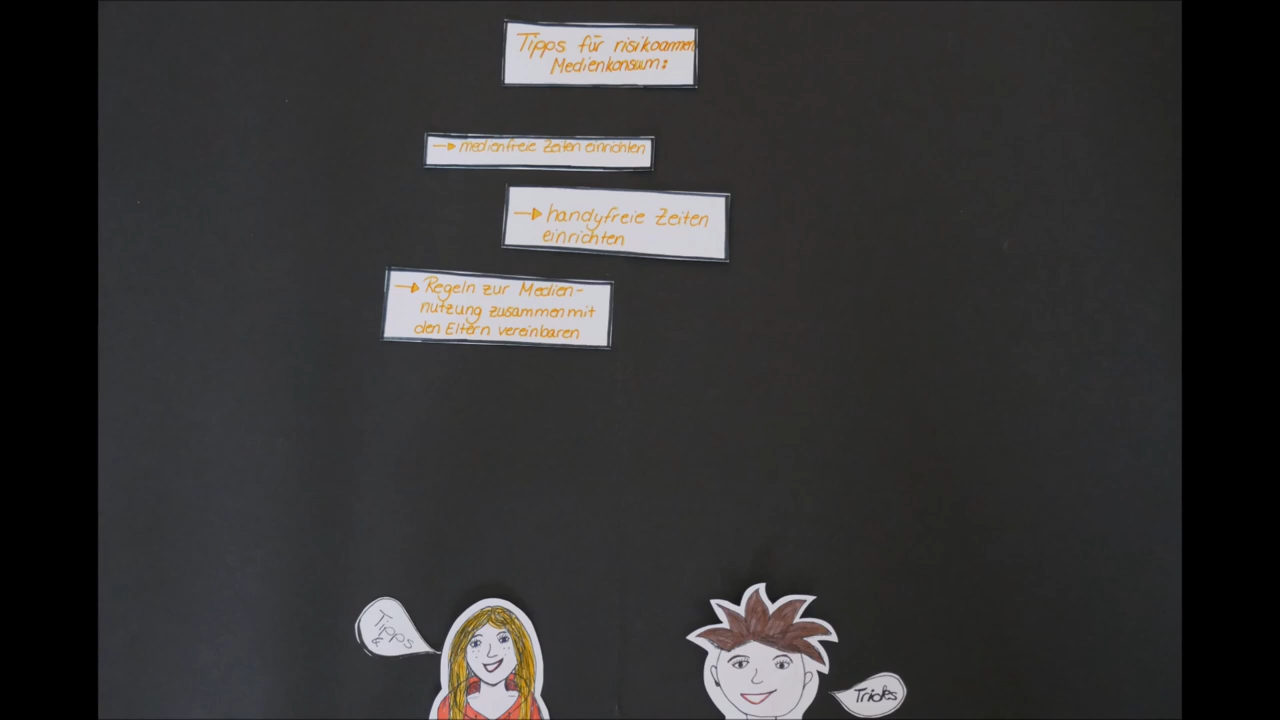 Tipps für risikoarmen
Medienkonsum:
→ medienfreie Zeiten einrichten
→ handyfreie Zeiten
einrichten
→ Regeln zur Medien-
nutzung zusammen mit
den Eltern vereinbaren
Tipps
&
Tricks